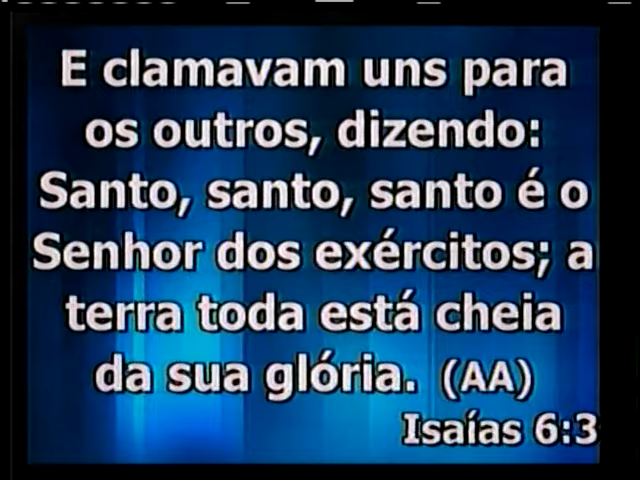 E clamavam uns para
os outros, dizendo:
Santo, santo, santo é o
Senhor dos exércitos; a
terra toda está cheia
da sua glória. (AA)
Isaías 6:3